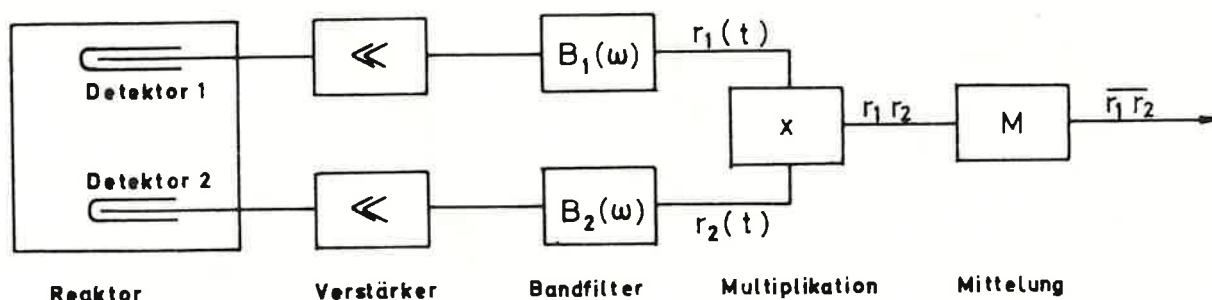 Detektor 1
≪
B₁(ω)
r₁(t)
x
r₁ r₂
M
r₁ r₂
Detektor 2
≪
B₂(ω)
r₂(t)
Reaktor Verstärker Bandfilter Multiplikation Mittelung